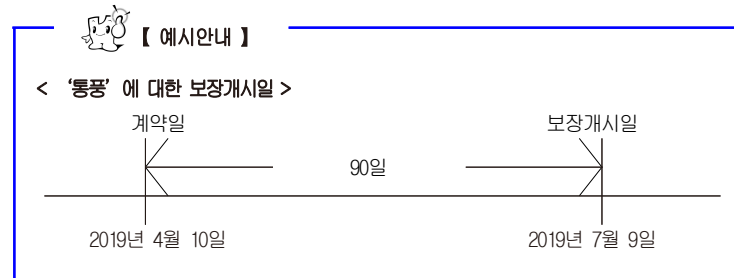 【 예시안내 】
< ‘통풍’ 에 대한 보장개시일 >
계약일 보장개시일
90일
2019년 4월 10일 2019년 7월 9일